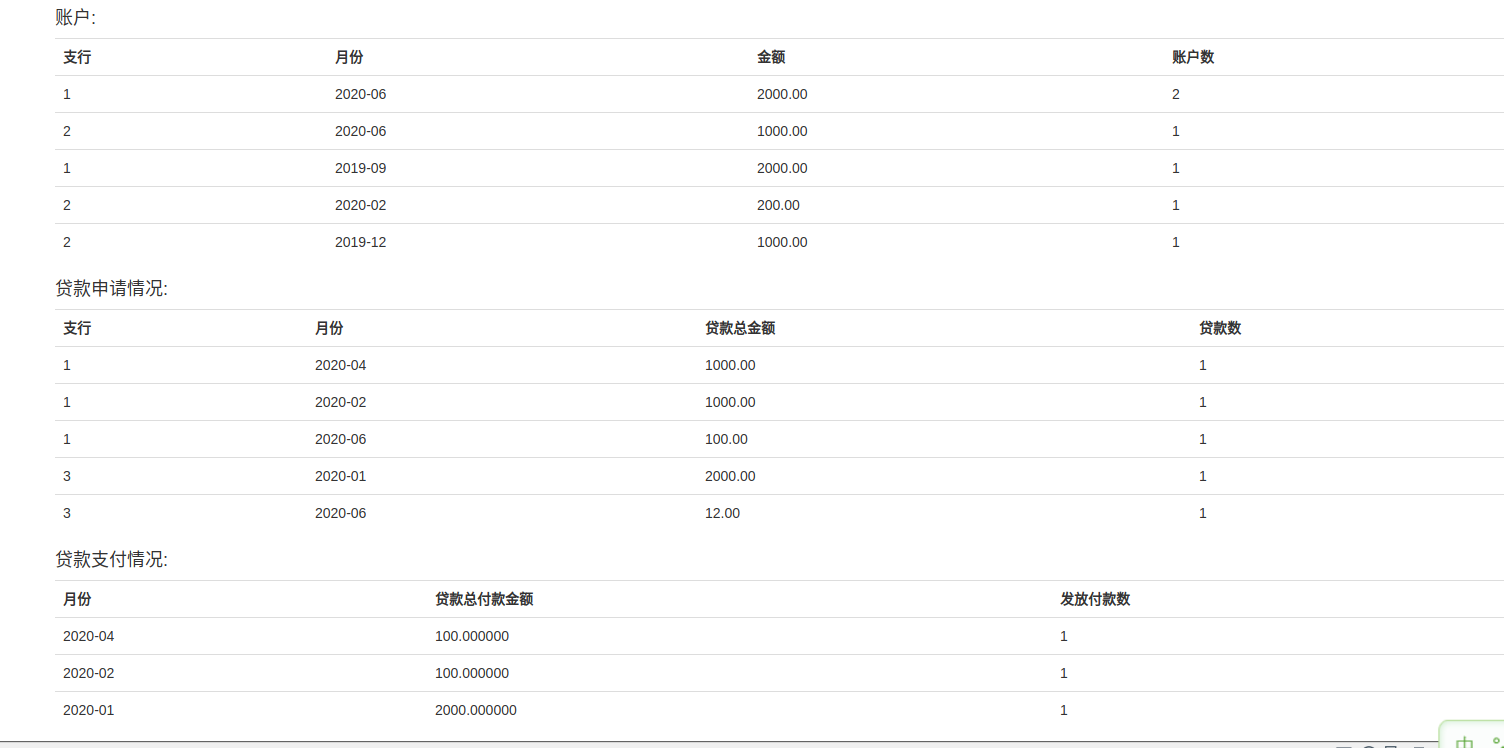 账户:
支行 月份 金额 账户数
1 2020-06 2000.00 2
2 2020-06 1000.00 1
1 2019-09 2000.00 1
2 2020-02 200.00 1
2 2019-12 1000.00 1
贷款申请情况:
支行 月份 贷款总金额 贷款数
1 2020-04 1000.00 1
1 2020-02 1000.00 1
1 2020-06 100.00 1
3 2020-01 2000.00 1
3 2020-06 12.00 1
贷款支付情况:
月份 贷款总付款金额 发放付款数
2020-04 100.000000 1
2020-02 100.000000 1
2020-01 2000.000000 1
中